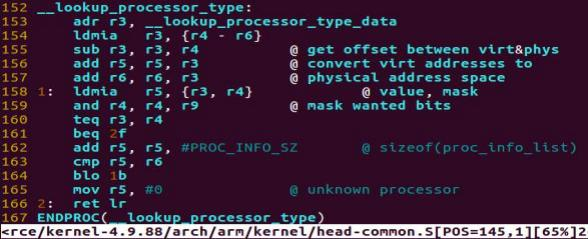 152 __lookup_processor_type:
153 adr r3, __lookup_processor_type_data
154 ldmia r3, {r4 - r6}
155 sub r3, r3, r4 @ get offset between virt&phys
156 add r5, r5, r3 @ convert virt addresses to
157 add r6, r6, r3 @ physical address space
158 1: ldmia r5, {r3, r4} @ value, mask
159 and r4, r4, r9 @ mask wanted bits
160 teq r3, r4
161 beq 2f
162 add r5, r5, #PROC_INFO_SZ @ sizeof(proc_info_list)
163 cmp r5, r6
164 blo 1b
165 mov r5, #0 @ unknown processor
166 2: ret lr
167 ENDPROC(__lookup_processor_type)
<rce/kernel-4.9.88/arch/arm/kernel/head-common.S[POS=145,1][65%]2